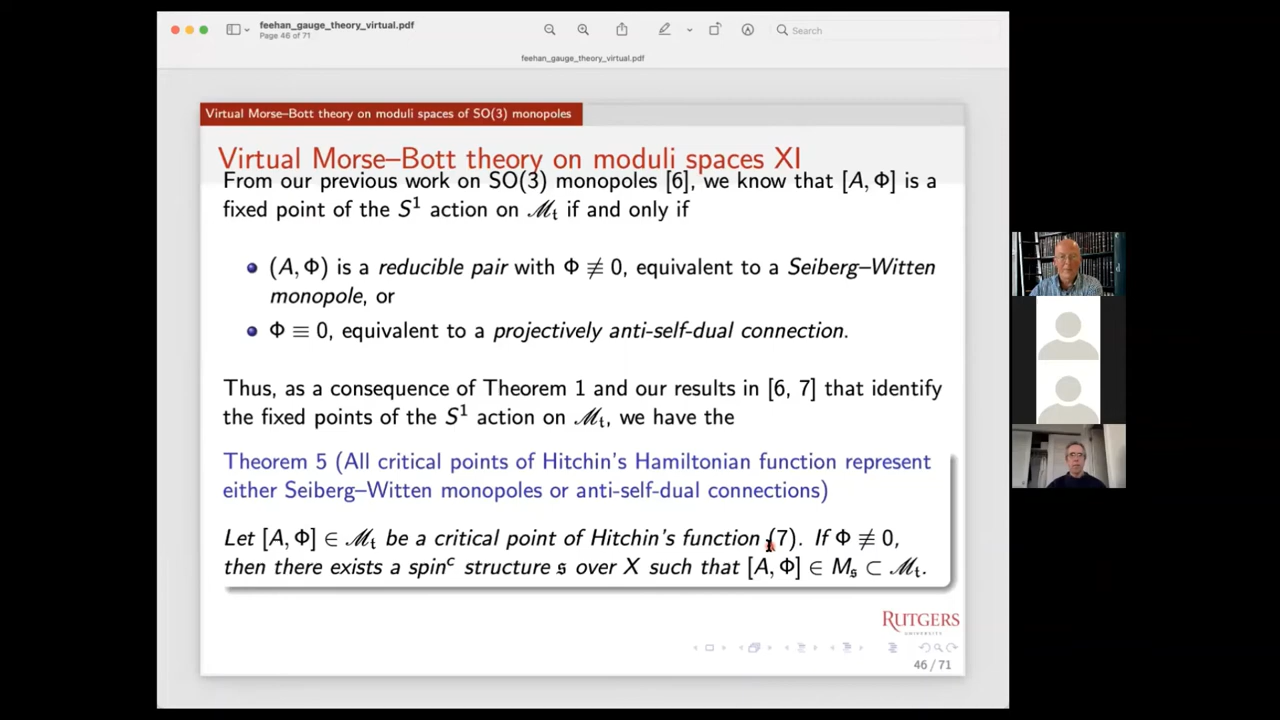 feehan_gauge_theory_virtual.pdf
Page 46 of 71
Search
feehan_gauge_theory_virtual.pdf
Virtual Morse–Bott theory on moduli spaces of SO(3) monopoles
Virtual Morse–Bott theory on moduli spaces XI
From our previous work on SO(3) monopoles [6], we know that [A, Φ] is a
fixed point of the S¹ action on ℳ_𝔱 if and only if
(A, Φ) is a reducible pair with Φ ≢ 0, equivalent to a Seiberg–Witten
monopole, or
Φ ≡ 0, equivalent to a projectively anti-self-dual connection.
Thus, as a consequence of Theorem 1 and our results in [6, 7] that identify
the fixed points of the S¹ action on ℳ_𝔱, we have the
Theorem 5 (All critical points of Hitchin's Hamiltonian function represent
either Seiberg–Witten monopoles or anti-self-dual connections)
Let [A, Φ] ∈ ℳ_𝔱 be a critical point of Hitchin's function (7). If Φ ≢ 0,
then there exists a spinᶜ structure 𝔰 over X such that [A, Φ] ∈ M_𝔰 ⊂ ℳ_𝔱.
RUTGERS
UNIVERSITY
46 / 71